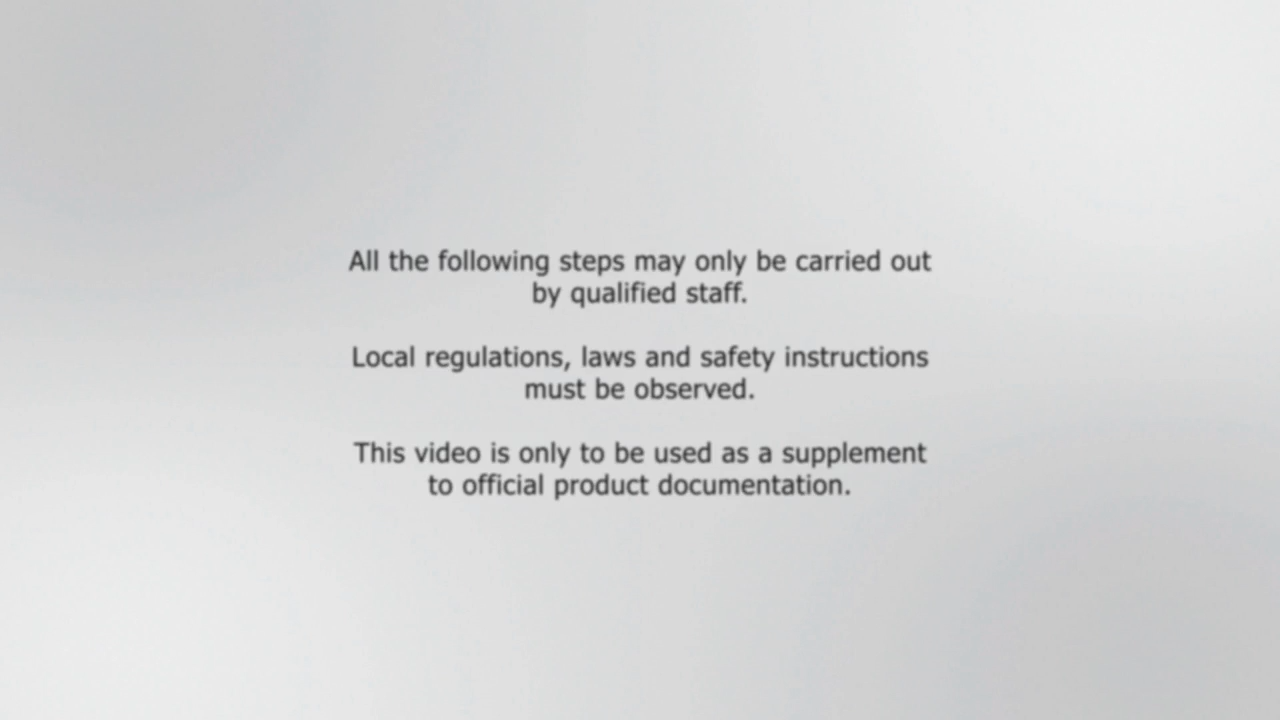 All the following steps may only be carried out
by qualified staff.
Local regulations, laws and safety instructions
must be observed.
This video is only to be used as a supplement
to official product documentation.